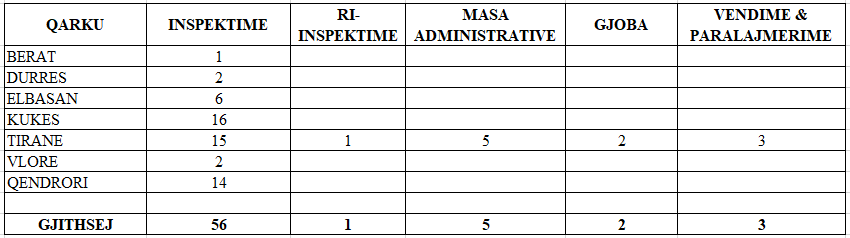 QARKU INSPEKTIME RI-INSPEKTIME MASA ADMINISTRATIVE GJOBA VENDIME & PARALAJMERIME
BERAT 1
DURRES 2
ELBASAN 6
KUKES 16
TIRANE 15 1 5 2 3
VLORE 2
QENDRORI 14
GJITHSEJ 56 1 5 2 3